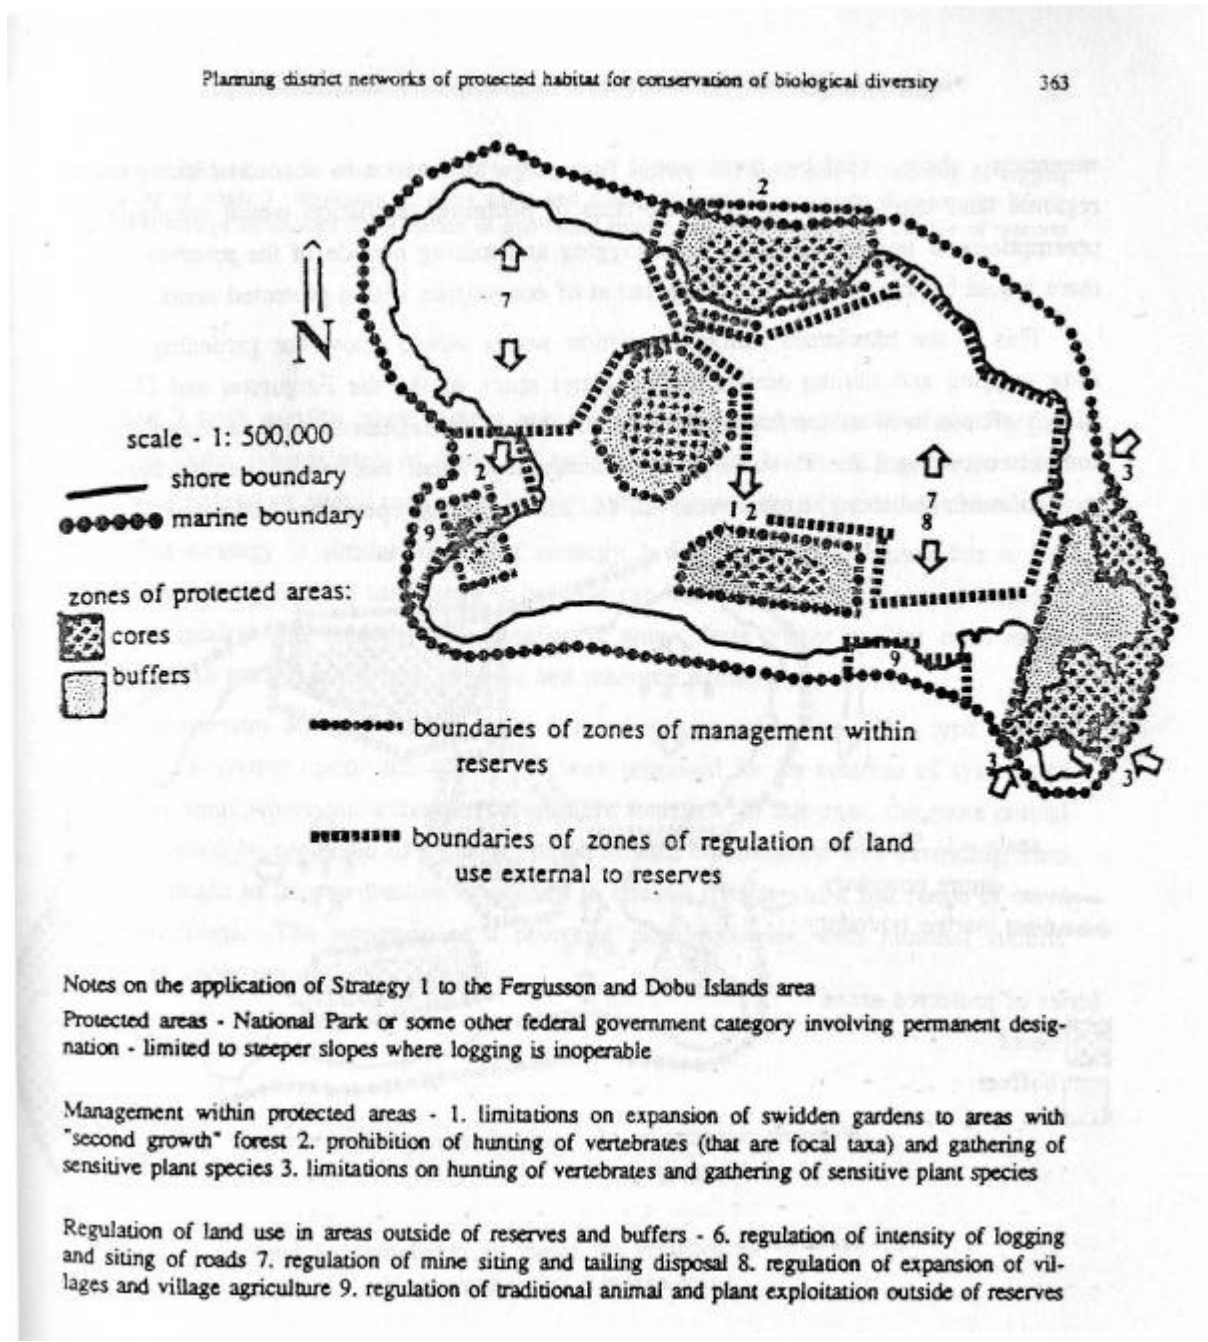 Planning district networks of protected habitat for conservation of biological diversity 363
2
7
N
scale - 1: 500.000
shore boundary
marine boundary
2
9
1 2
7
8
3
zones of protected areas:
cores
buffers
9
3
3
boundaries of zones of management within
reserves
boundaries of zones of regulation of land
use external to reserves
Notes on the application of Strategy 1 to the Fergusson and Dobu Islands area
Protected areas - National Park or some other federal government category involving permanent desig-
nation - limited to steeper slopes where logging is inoperable
Management within protected areas - 1. limitations on expansion of swidden gardens to areas with
"second growth" forest 2. prohibition of hunting of vertebrates (that are focal taxa) and gathering of
sensitive plant species 3. limitations on hunting of vertebrates and gathering of sensitive plant species
Regulation of land use in areas outside of reserves and buffers - 6. regulation of intensity of logging
and siting of roads 7. regulation of mine siting and tailing disposal 8. regulation of expansion of vil-
lages and village agriculture 9. regulation of traditional animal and plant exploitation outside of reserves